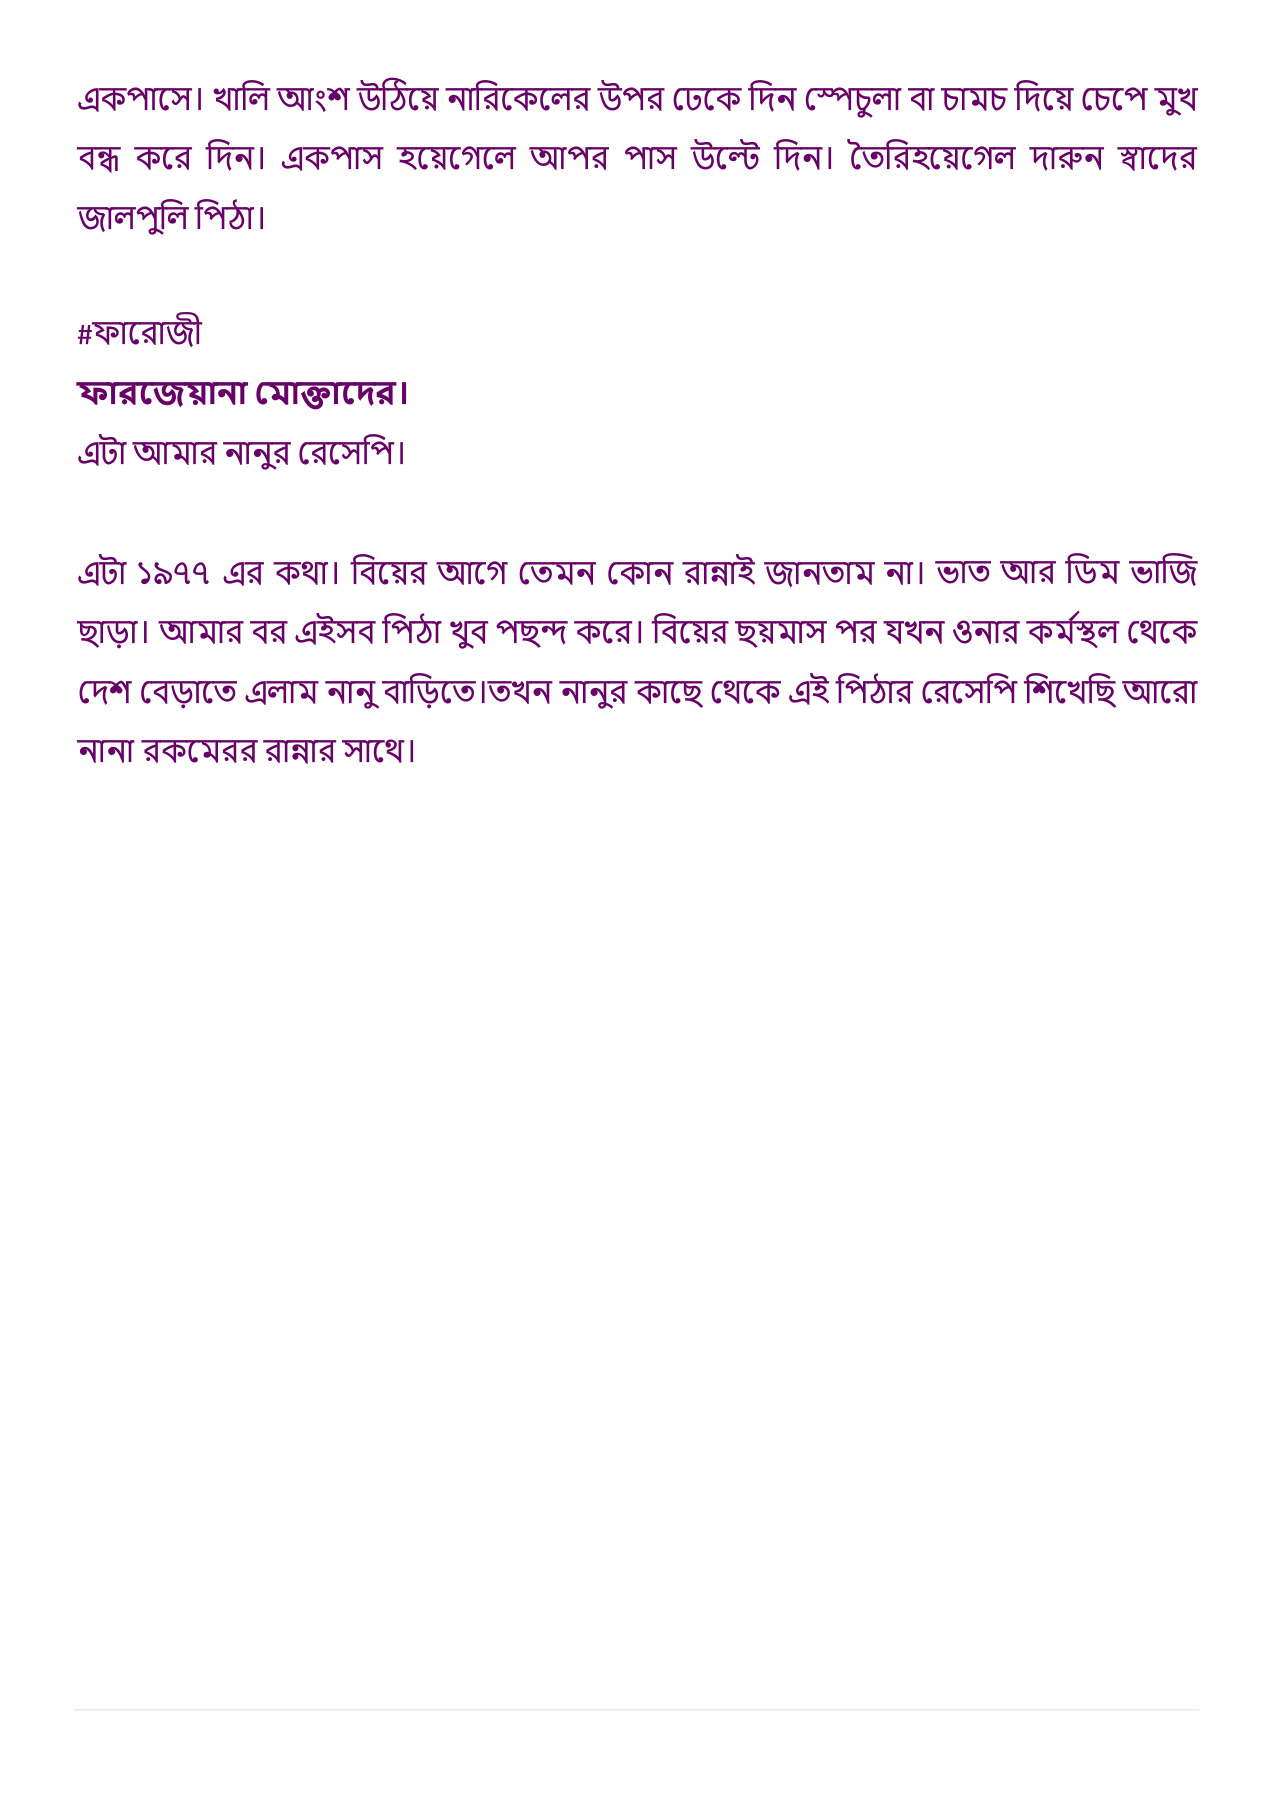 একপাসে। খালি আংশ উঠিয়ে নারিকেলের উপর ঢেকে দিন স্পেচুলা বা চামচ দিয়ে চেপে মুখ
বন্ধ করে দিন। একপাস হয়েগেলে আপর পাস উল্টে দিন। তৈরিহয়েগেল দারুন স্বাদের
জালপুলি পিঠা।
#ফারোজী
ফারজেয়ানা মোক্তাদের।
এটা আমার নানুর রেসেপি।
এটা ১৯৭৭ এর কথা। বিয়ের আগে তেমন কোন রান্নাই জানতাম না। ভাত আর ডিম ভাজি
ছাড়া। আমার বর এইসব পিঠা খুব পছন্দ করে। বিয়ের ছয়মাস পর যখন ওনার কর্মস্থল থেকে
দেশ বেড়াতে এলাম নানু বাড়িতে।তখন নানুর কাছে থেকে এই পিঠার রেসেপি শিখেছি আরো
নানা রকমেরর রান্নার সাথে।